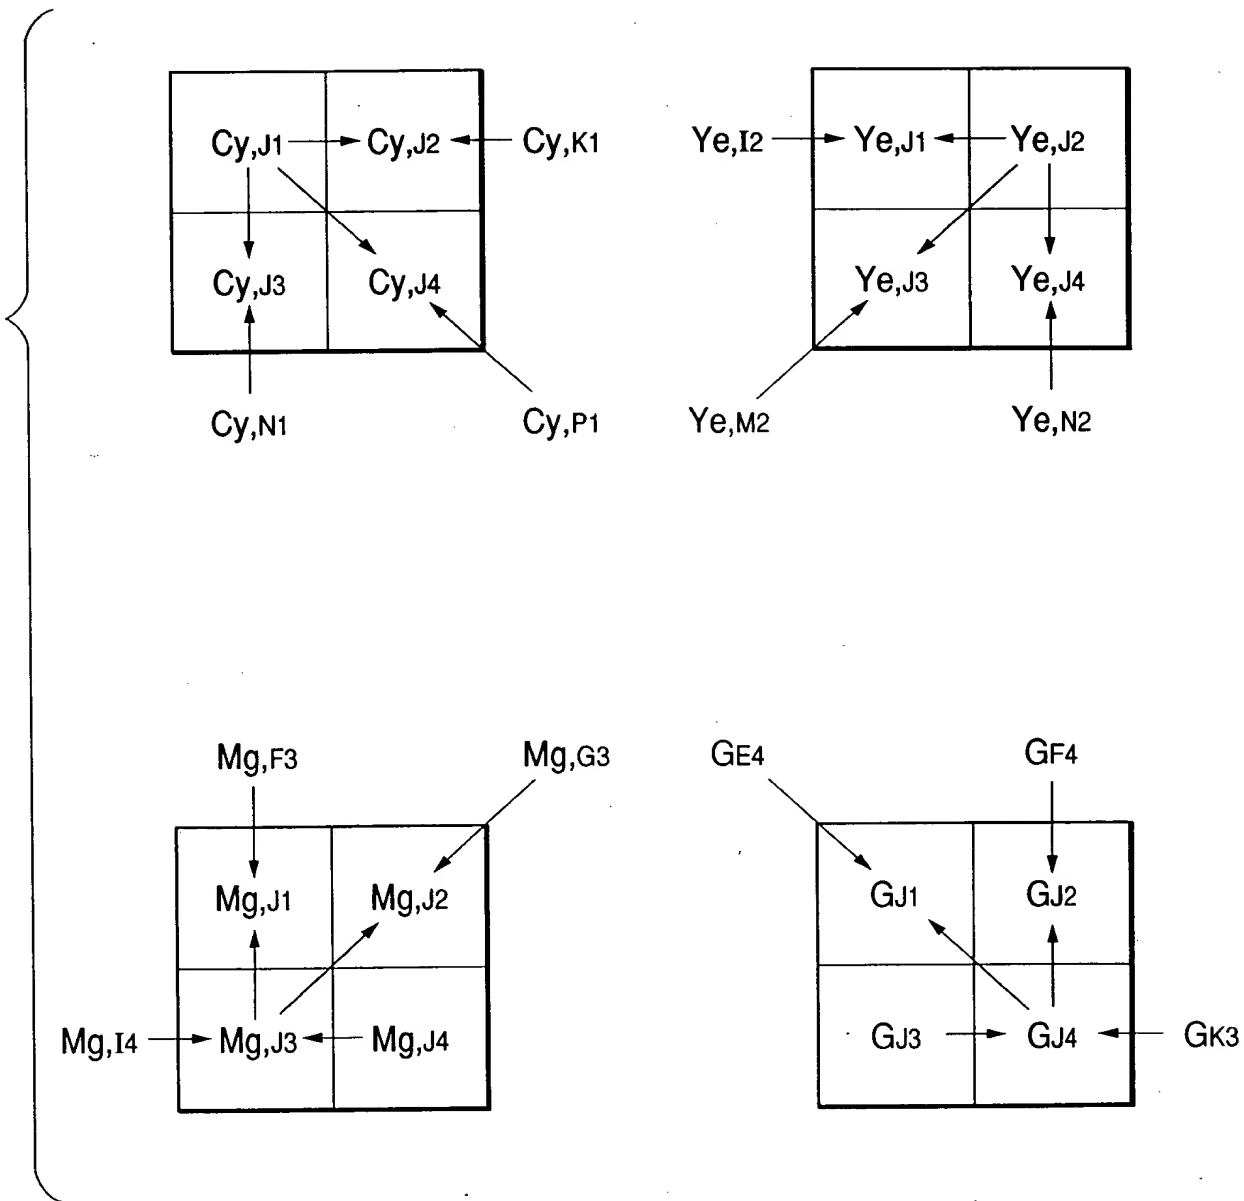 Cy,J1 Cy,J2 Cy,K1
Cy,J3 Cy,J4
Cy,N1 Cy,P1
Ye,I2 Ye,J1 Ye,J2
Ye,J3 Ye,J4
Ye,M2 Ye,N2
Mg,F3 Mg,G3
Mg,J1 Mg,J2
Mg,I4 Mg,J3 Mg,J4
GE4 GF4
GJ1 GJ2
GJ3 GJ4 GK3